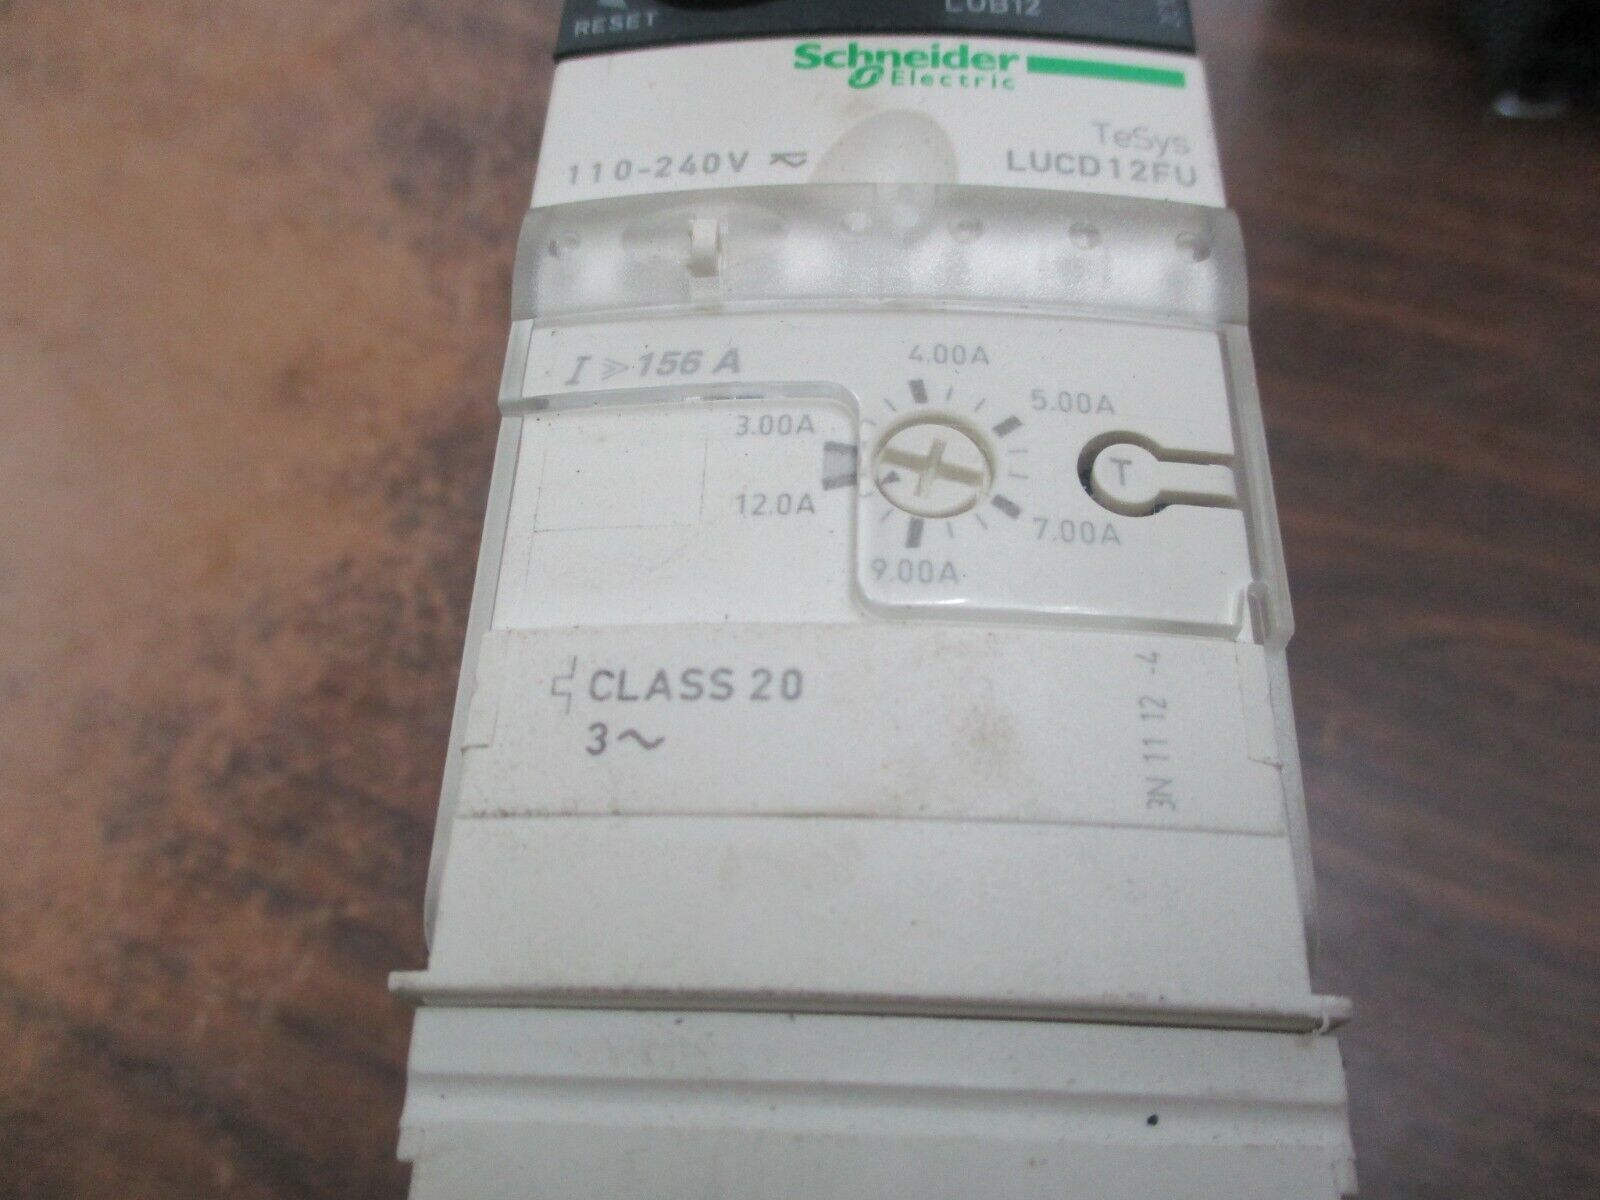 RESET
LUB12
Schneider
Electric
TeSys
110-240V
LUCD12FU
I ⩾ 156 A
4.00A
5.00A
3.00A
T
12.0A
7.00A
9.00A
CLASS 20
3~
3N 11 12 -4